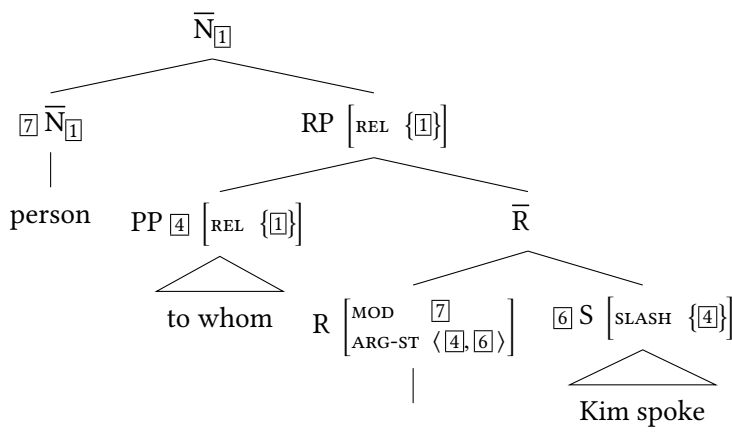 N̅[1]
[7] N̅[1] RP [REL {[1]}]
person PP [4] [REL {[1]}] R̅
to whom R [MOD [7] ARG-ST ⟨[4], [6]⟩] [6] S [SLASH {[4]}]
Kim spoke